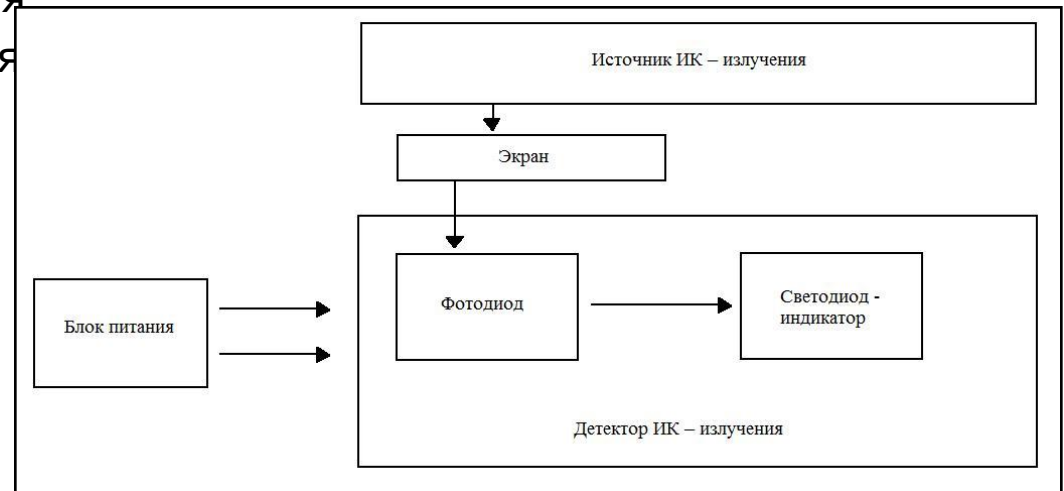 я
я
Источник ИК – излучения
Экран
Фотодиод
Светодиод -
индикатор
Блок питания
Детектор ИК – излучения